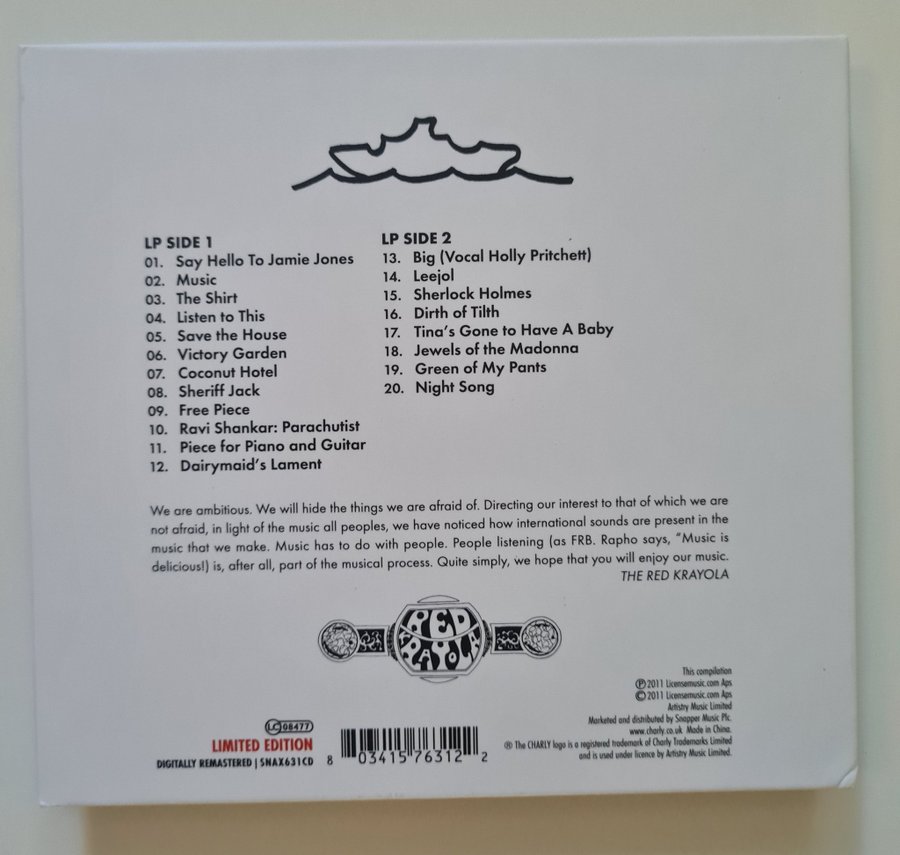 LP SIDE 1
01. Say Hello To Jamie Jones
02. Music
03. The Shirt
04. Listen to This
05. Save the House
06. Victory Garden
07. Coconut Hotel
08. Sheriff Jack
09. Free Piece
10. Ravi Shankar: Parachutist
11. Piece for Piano and Guitar
12. Dairymaid's Lament
LP SIDE 2
13. Big (Vocal Holly Pritchett)
14. Leejol
15. Sherlock Holmes
16. Dirth of Tilth
17. Tina's Gone to Have A Baby
18. Jewels of the Madonna
19. Green of My Pants
20. Night Song
We are ambitious. We will hide the things we are afraid of. Directing our interest to that of which we are
not afraid, in light of the music all peoples, we have noticed how international sounds are present in the
music that we make. Music has to do with people. People listening (as FRB. Rapho says, "Music is
delicious!) is, after all, part of the musical process. Quite simply, we hope that you will enjoy our music.
THE RED KRAYOLA
RED
KRAYOLA
This compilation
Ⓟ 2011 Licensemusic.com Aps
© 2011 Licensemusic.com Aps
Artistry Music Limited
Marketed and distributed by Snapper Music Plc.
www.charly.co.uk Made in China.
® The CHARLY logo is a registered trademark of Charly Trademarks Limited
and is used under licence by Artistry Music Limited.
LC 08477
LIMITED EDITION
DIGITALLY REMASTERED | SNAX631CD
8 03415 76312 2